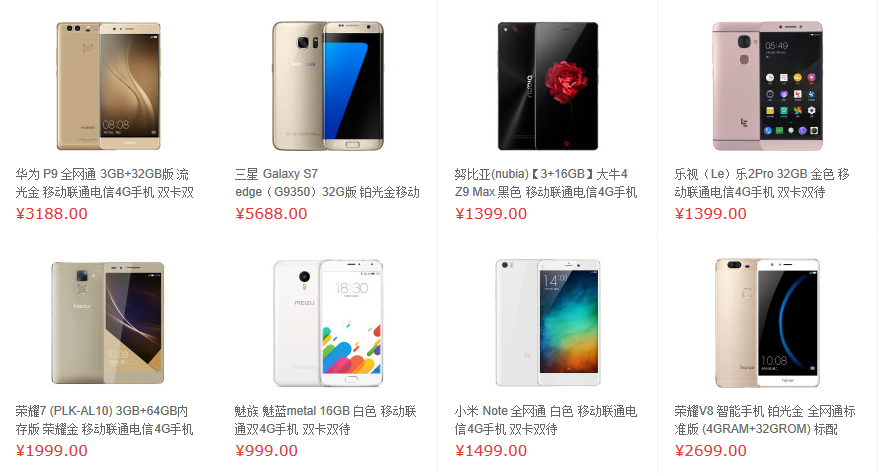 华为 P9 全网通 3GB+32GB版 流
光金 移动联通电信4G手机 双卡双
¥3188.00
三星 Galaxy S7
edge（G9350）32G版 铂光金移动
¥5688.00
努比亚(nubia)【3+16GB】大牛4
Z9 Max 黑色 移动联通电信4G手机
¥1399.00
乐视（Le）乐2Pro 32GB 金色 移
动联通电信4G手机 双卡双待
¥1399.00
荣耀7 (PLK-AL10) 3GB+64GB内
存版 荣耀金 移动联通电信4G手机
¥1999.00
魅族 魅蓝metal 16GB 白色 移动联
通双4G手机 双卡双待
¥999.00
小米 Note 全网通 白色 移动联通电
信4G手机 双卡双待
¥1499.00
荣耀V8 智能手机 铂光金 全网通标
准版 (4GRAM+32GROM) 标配
¥2699.00
08:08
SAMSUNG
nubia
05:49
honor
10:08
MEIZU
18:30
14:00
10:08
honor